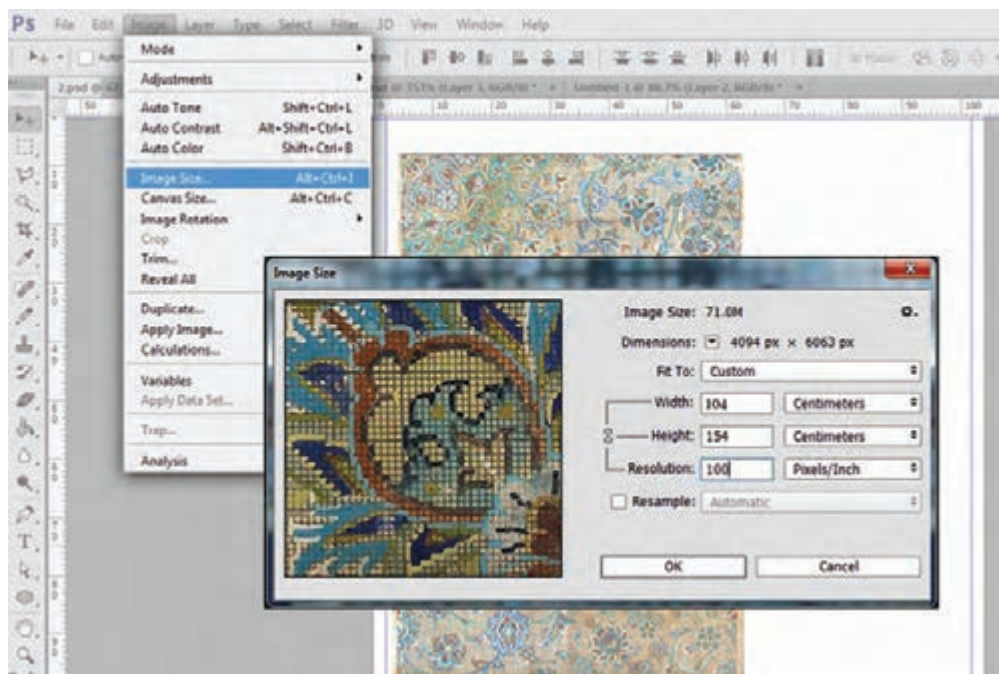 Ps File Edit Image Layer Type Select Filter 3D View Window Help
Mode
Adjustments
Auto Tone Shift+Ctrl+L
Auto Contrast Alt+Shift+Ctrl+L
Auto Color Shift+Ctrl+B
Image Size... Alt+Ctrl+I
Canvas Size... Alt+Ctrl+C
Image Rotation
Crop
Trim...
Reveal All
Duplicate...
Apply Image...
Calculations...
Variables
Apply Data Set...
Trap...
Analysis
Image Size
Image Size: 71.0M
Dimensions: 4094 px × 6063 px
Fit To: Custom
Width: 104 Centimeters
Height: 154 Centimeters
Resolution: 100 Pixels/Inch
Resample: Automatic
OK Cancel